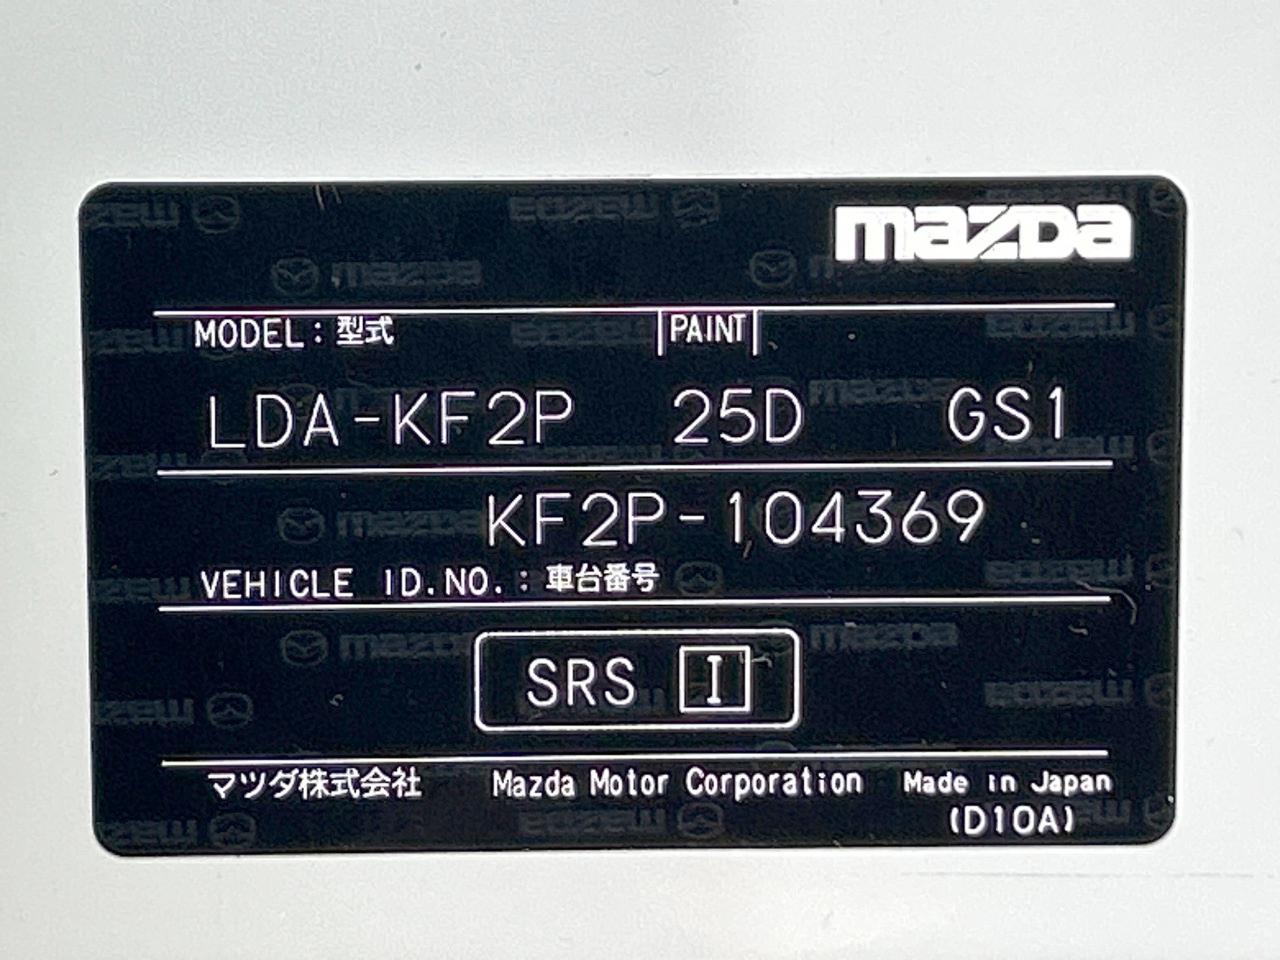 mazda
MODEL：型式 |PAINT|
LDA-KF2P 25D GS1
KF2P-104369
VEHICLE ID.NO.：車台番号
SRS I
マツダ株式会社 Mazda Motor Corporation Made in Japan
(D10A)